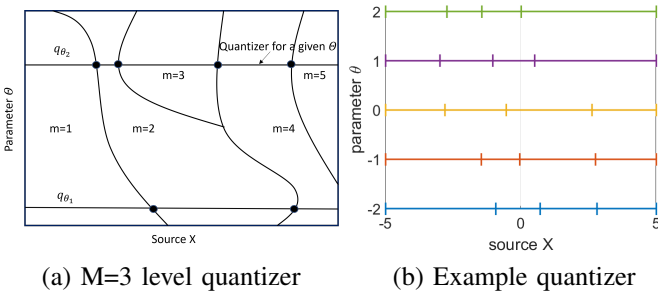 q_{θ_2}
Quantizer for a given θ
m=3
m=5
m=1
m=2
m=4
q_{θ_1}
Parameter θ
Source X
(a) M=3 level quantizer
2
1
0
-1
-2
-5
0
5
Parameter θ
source X
(b) Example quantizer